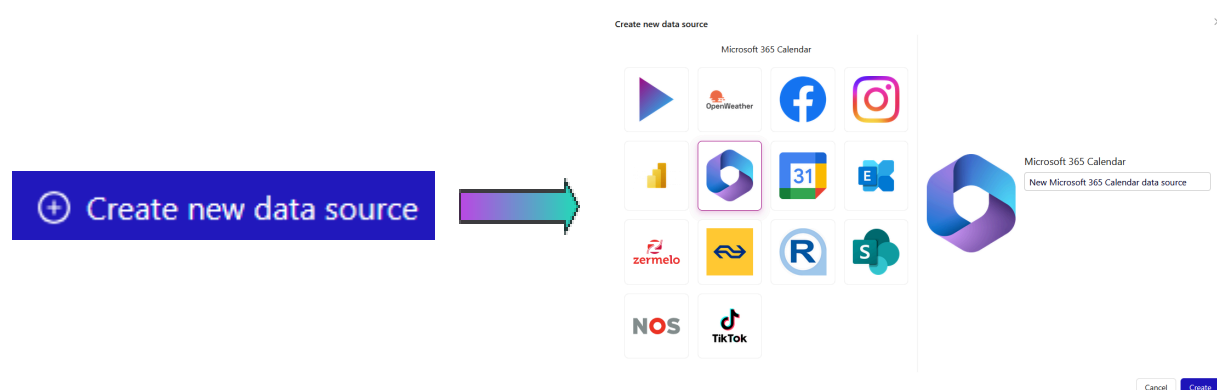 Create new data source
Create new data source
Microsoft 365 Calendar
OpenWeather
31
E
zermelo
R
S
NOS
TikTok
Microsoft 365 Calendar
New Microsoft 365 Calendar data source
Cancel
Create